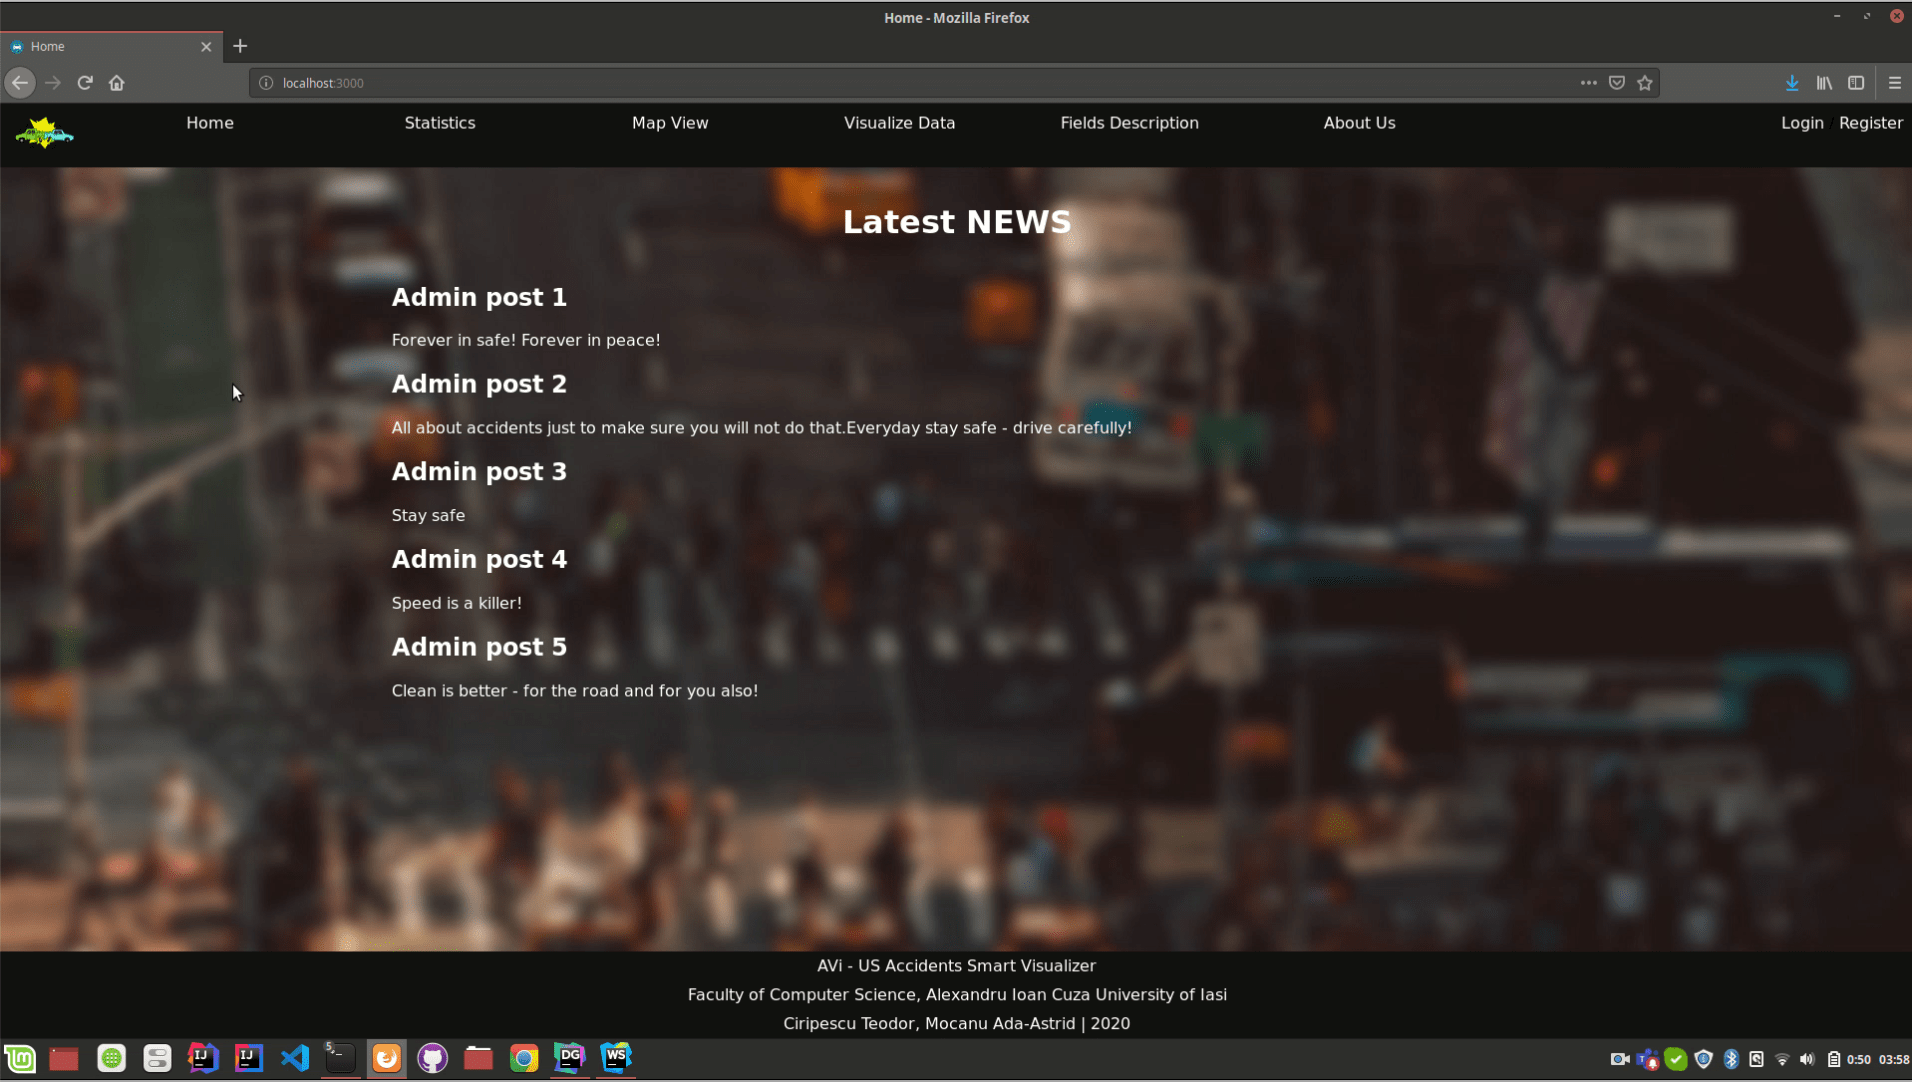 Home - Mozilla Firefox
Home
localhost:3000
Home Statistics Map View Visualize Data Fields Description About Us Login / Register
Latest NEWS
Admin post 1
Forever in safe! Forever in peace!
Admin post 2
All about accidents just to make sure you will not do that.Everyday stay safe - drive carefully!
Admin post 3
Stay safe
Admin post 4
Speed is a killer!
Admin post 5
Clean is better - for the road and for you also!
AVi - US Accidents Smart Visualizer
Faculty of Computer Science, Alexandru Ioan Cuza University of Iasi
Ciripescu Teodor, Mocanu Ada-Astrid | 2020
IJ IJ 5 DG WS 0:50 03:58